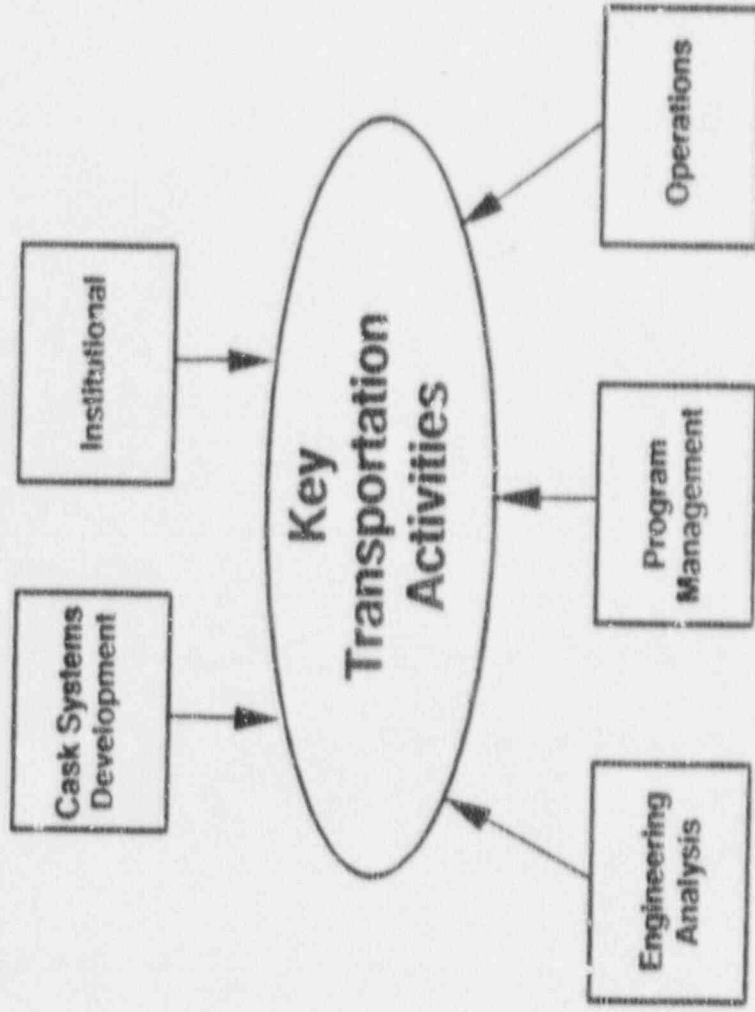 Cask Systems
Development
Institutional
Key
Transportation
Activities
Engineering
Analysis
Program
Management
Operations